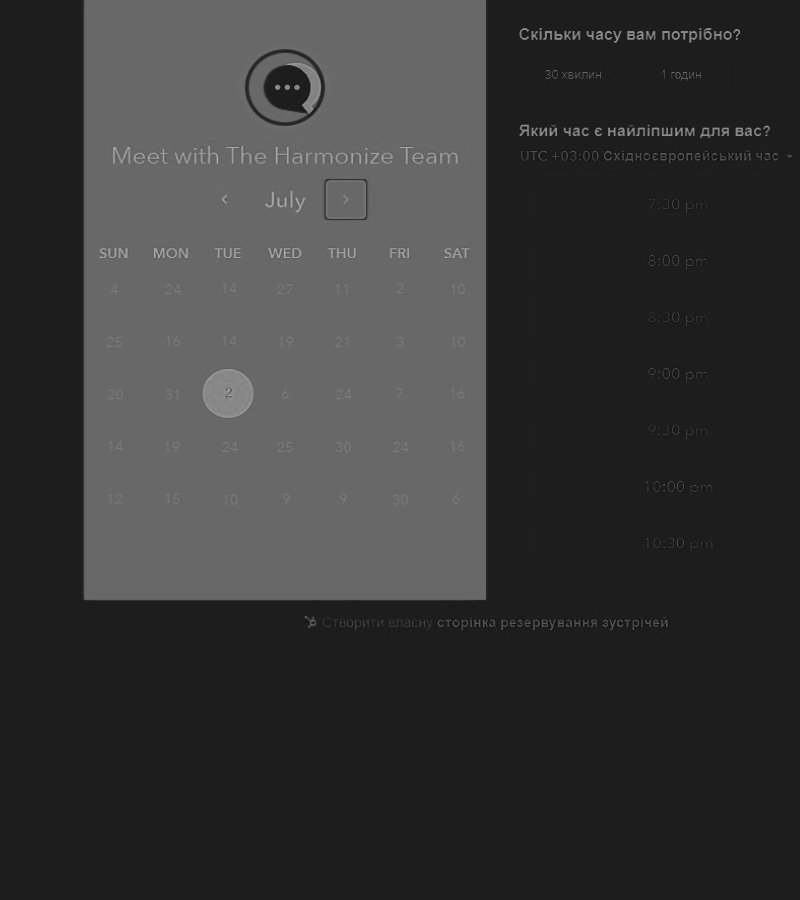 Meet with The Harmonize Team
July
SUN MON TUE WED THU FRI SAT
4 24 14 27 11 2 10
25 16 14 19 21 3 10
20 31 2 6 24 7 16
14 19 24 25 30 24 16
12 15 10 9 9 30 6
Скільки часу вам потрібно?
30 хвилин 1 годин
Який час є найліпшим для вас?
UTC +03:00 Східноєвропейський час
7:30 pm
8:00 pm
8:30 pm
9:00 pm
9:30 pm
10:00 pm
10:30 pm
Створити власну сторінка резервування зустрічей